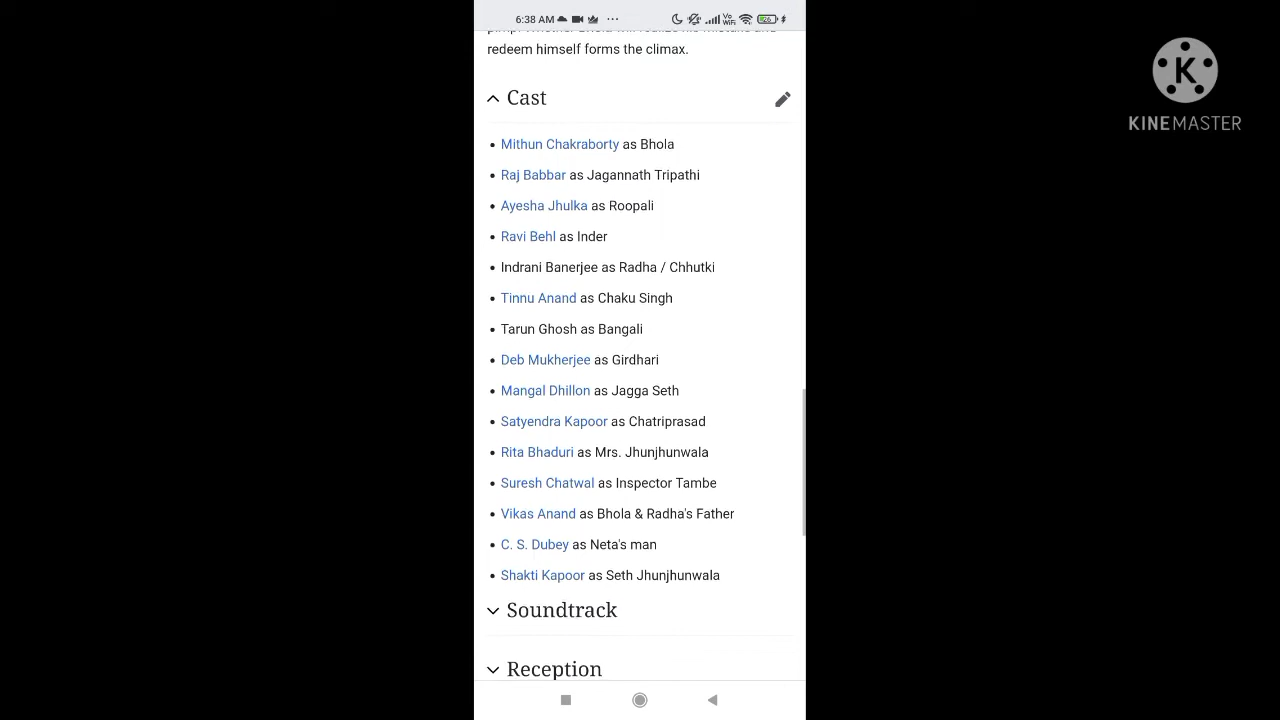 6:38 AM
Vo
WiFi
26
redeem himself forms the climax.
Cast
• Mithun Chakraborty as Bhola
• Raj Babbar as Jagannath Tripathi
• Ayesha Jhulka as Roopali
• Ravi Behl as Inder
• Indrani Banerjee as Radha / Chhutki
• Tinnu Anand as Chaku Singh
• Tarun Ghosh as Bangali
• Deb Mukherjee as Girdhari
• Mangal Dhillon as Jagga Seth
• Satyendra Kapoor as Chatriprasad
• Rita Bhaduri as Mrs. Jhunjhunwala
• Suresh Chatwal as Inspector Tambe
• Vikas Anand as Bhola & Radha's Father
• C. S. Dubey as Neta's man
• Shakti Kapoor as Seth Jhunjhunwala
Soundtrack
Reception
K
KINEMASTER